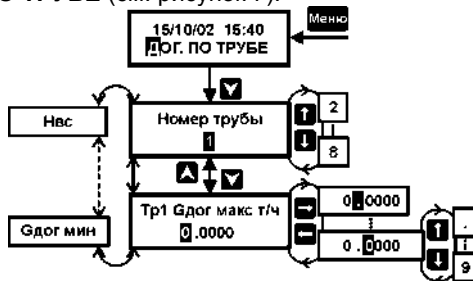 15/10/02 15:40
Меню
ДОГ. ПО ТРУБЕ
Нвс
Номер трубы
1
2
8
Gдог мин
Тр1 Gдог макс т/ч
0.0000
0.0000
0.0000
.
9